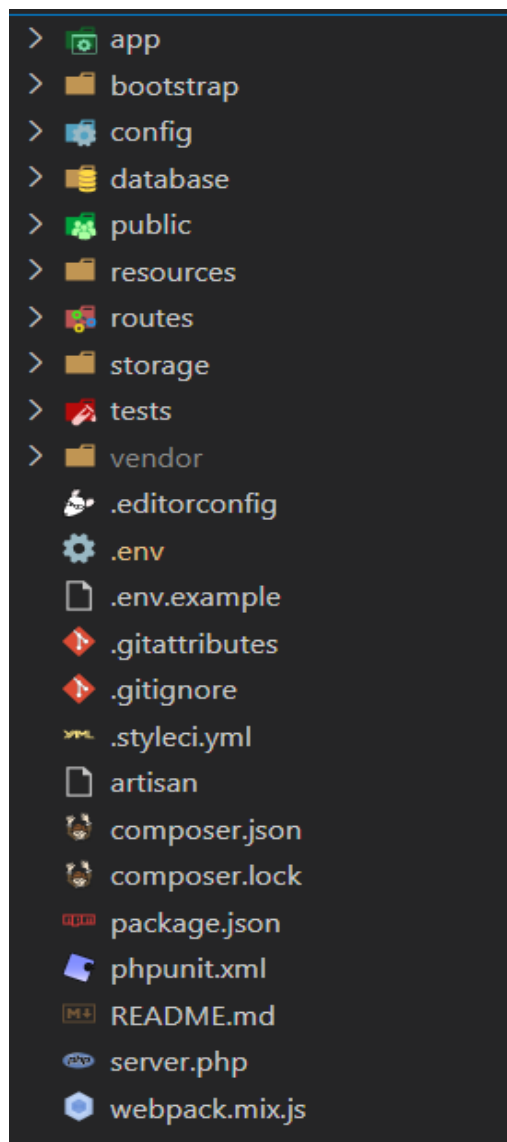 app
bootstrap
config
database
public
resources
routes
storage
tests
vendor
.editorconfig
.env
.env.example
.gitattributes
.gitignore
.styleci.yml
artisan
composer.json
composer.lock
package.json
phpunit.xml
README.md
server.php
webpack.mix.js